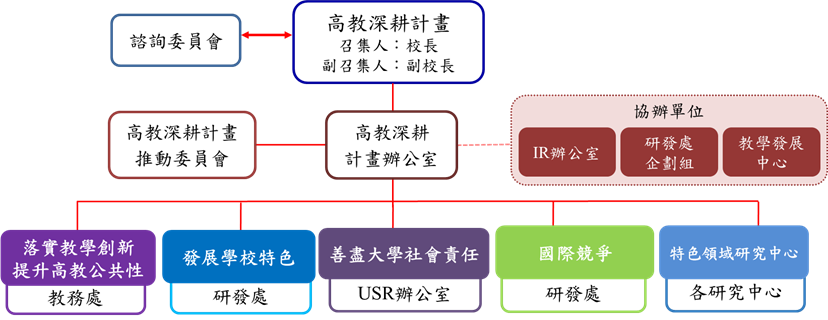 諮詢委員會
高教深耕計畫
召集人：校長
副召集人：副校長
高教深耕計畫
推動委員會
高教深耕
計畫辦公室
協辦單位
IR辦公室
研發處
企劃組
教學發展
中心
落實教學創新
提升高教公共性
教務處
發展學校特色
研發處
善盡大學社會責任
USR辦公室
國際競爭
研發處
特色領域研究中心
各研究中心